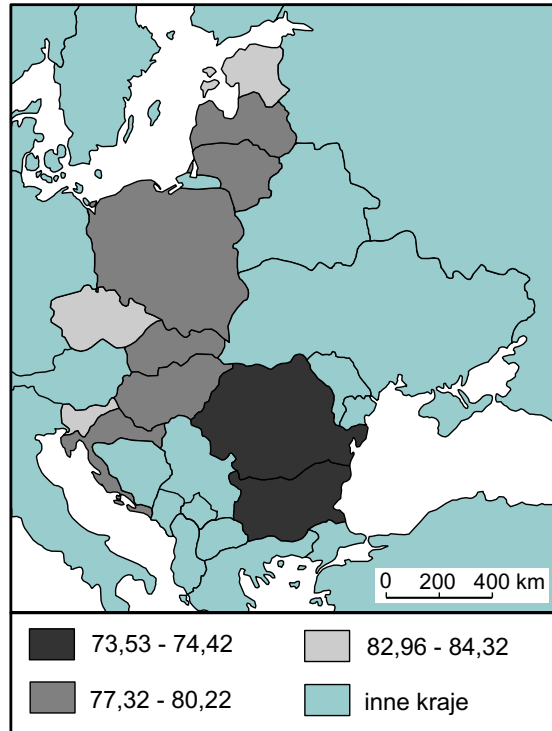 0 200 400 km
73,53 - 74,42
82,96 - 84,32
77,32 - 80,22
inne kraje